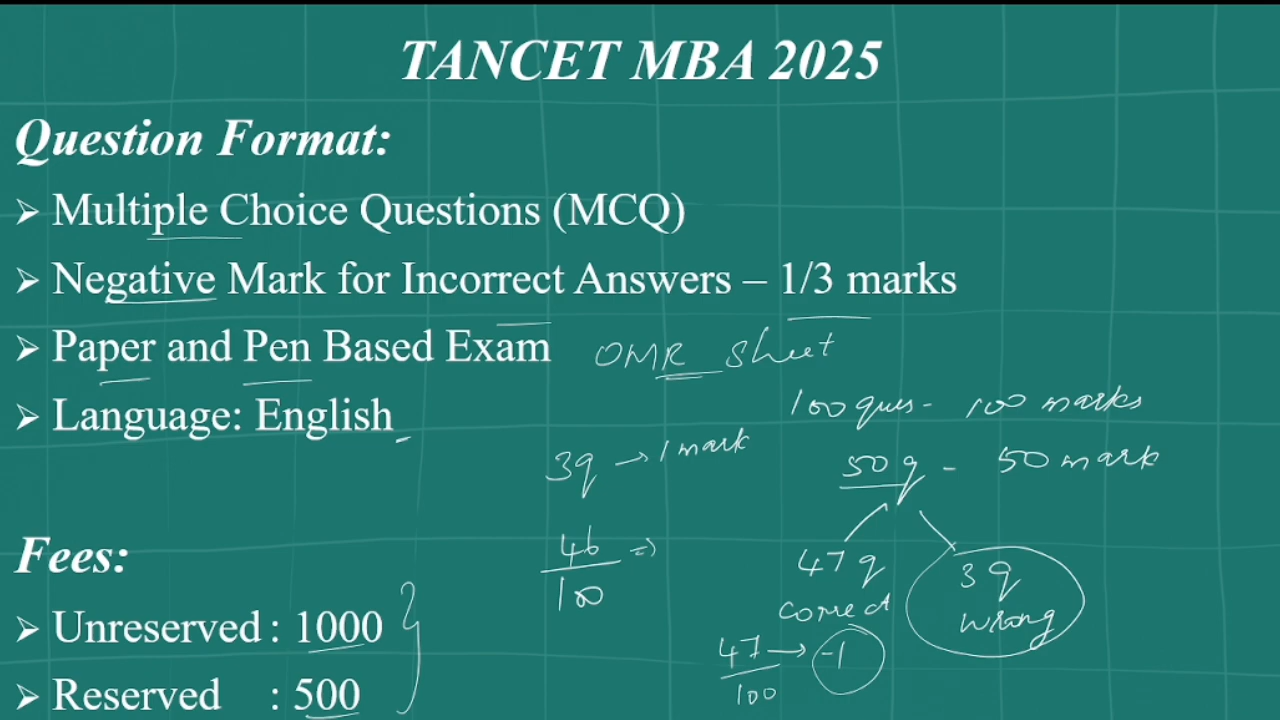 TANCET MBA 2025
Question Format:
➢ Multiple Choice Questions (MCQ)
➢ Negative Mark for Incorrect Answers – 1/3 marks
➢ Paper and Pen Based Exam OMR Sheet
➢ Language: English
100 ques - 100 marks
3q → 1 mark
50 q - 50 mark
46/100 ⇒
47 q correct
3 q wrong
47/100 → -1
Fees:
➢ Unreserved : 1000
➢ Reserved : 500